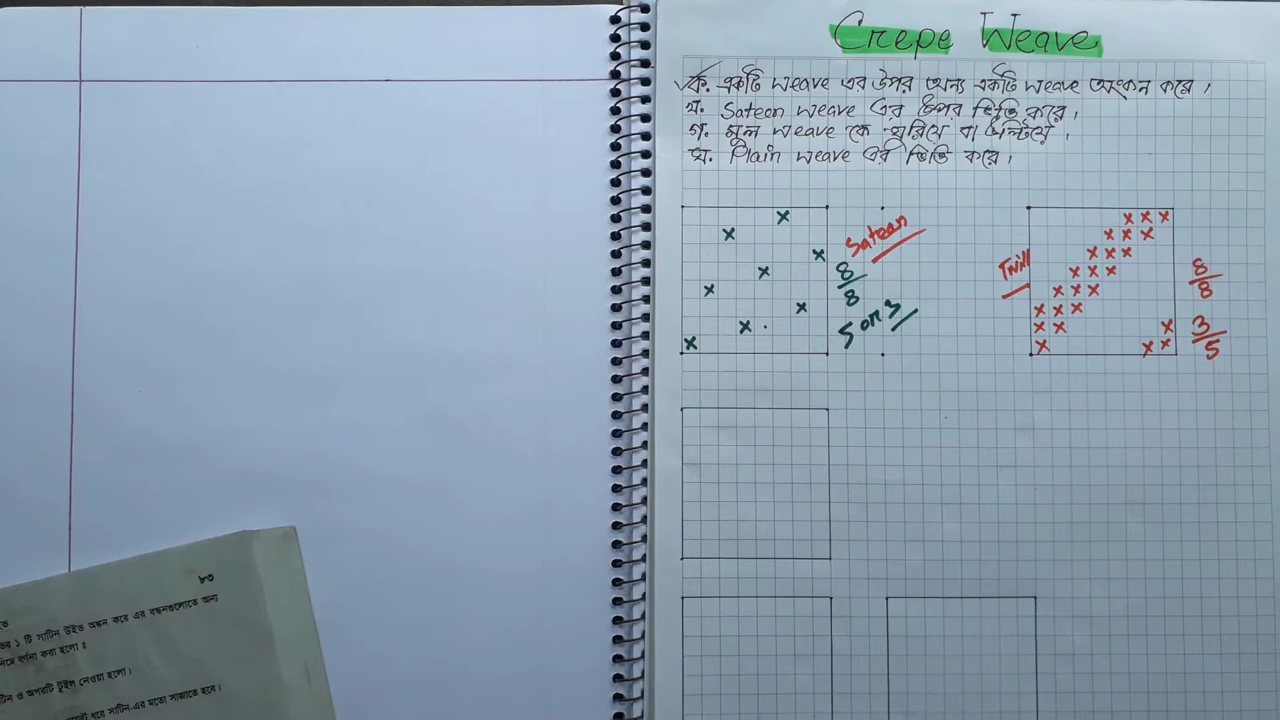 Crepe Weave
ক. একটি weave এর উপর অন্য একটি weave অংকন করে।
খ. Sateen weave এর উপর ভিত্তি করে।
গ. মূল weave কে ঘুরিয়ে বা উল্টিয়ে।
ঘ. Plain weave এর ভিত্তি করে।
Sateen
8/8
5 or 3
Twill
8/8
3/5
৮৩
১ টি সাটিন উইভ অঙ্কন করে এর বন্ধনগুলোতে অন্য
বর্ণনা করা হলো ঃ
ও অপরটি টুইল নেওয়া হলো।
ধরে সাটিন-এর মতো সাজাতে হবে।